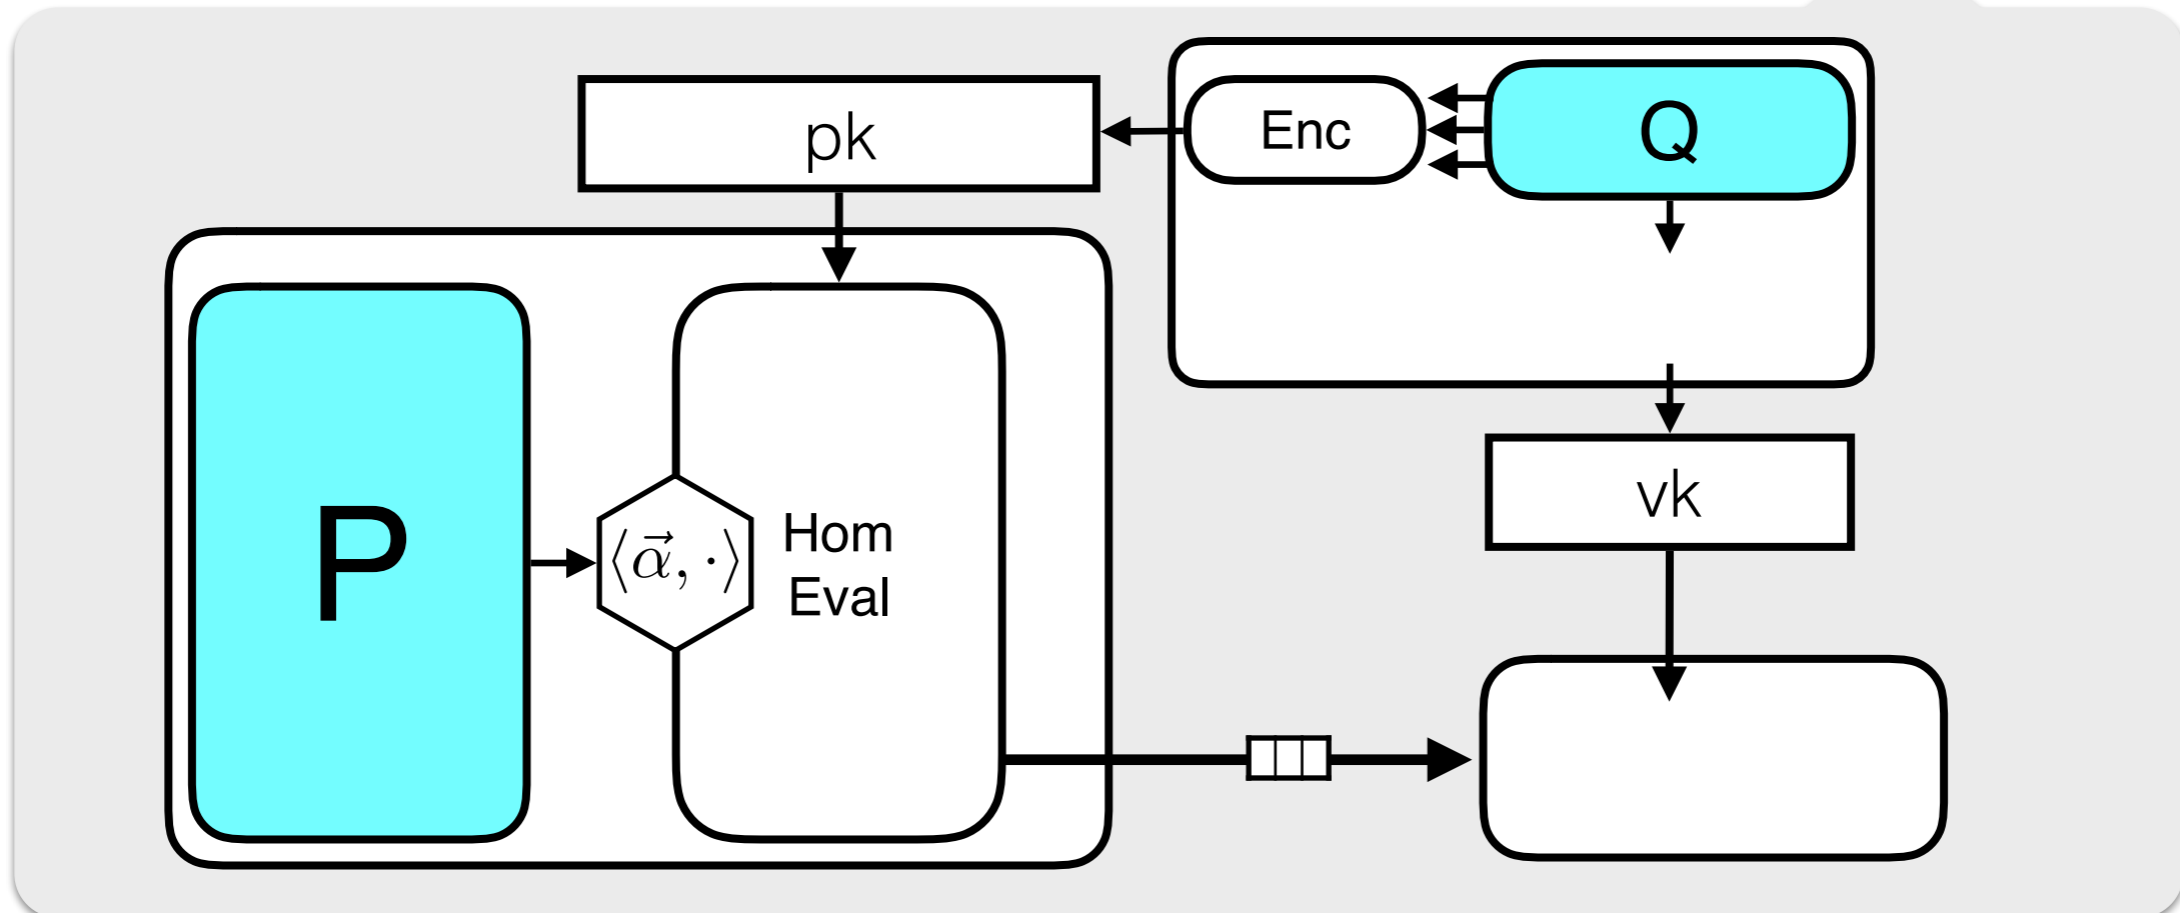 pk
Enc
Q
P
⟨α⃗, ·⟩
Hom
Eval
vk